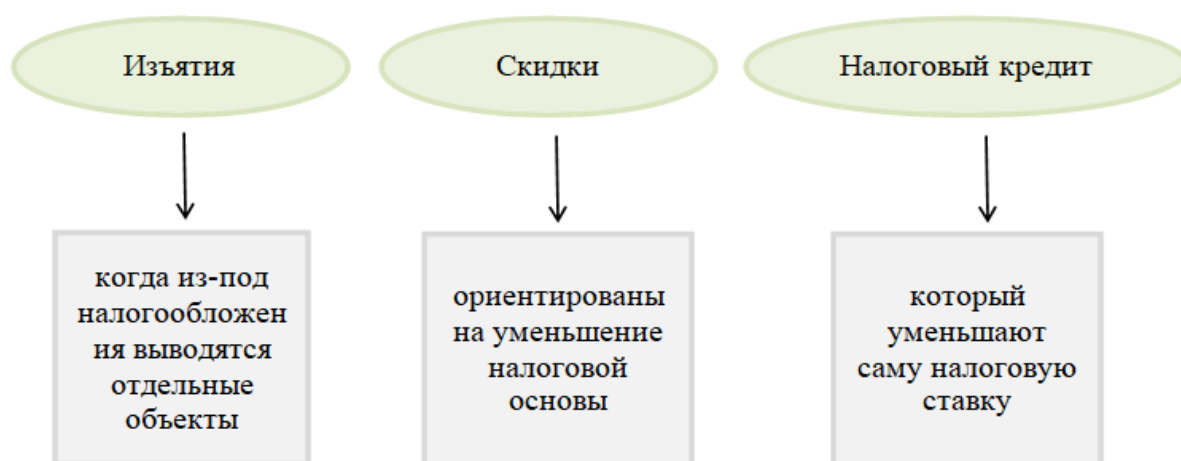 Изъятия
Скидки
Налоговый кредит
когда из-под
налогообложен
ия выводятся
отдельные
объекты
ориентированы
на уменьшение
налоговой
основы
который
уменьшают
саму налоговую
ставку